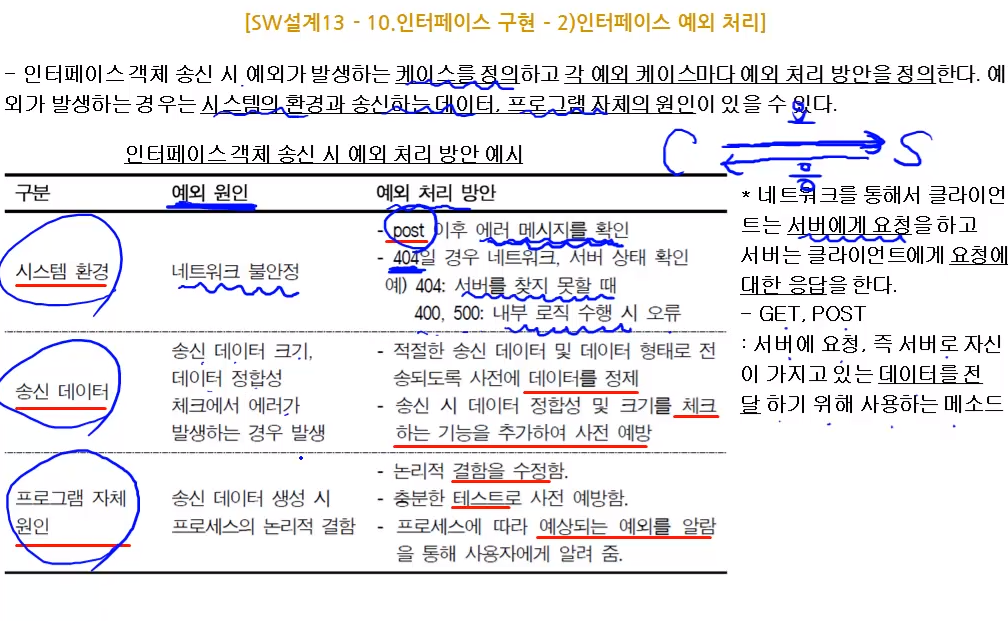 [SW설계13 - 10.인터페이스 구현 - 2)인터페이스 예외 처리]
- 인터페이스 객체 송신 시 예외가 발생하는 케이스를 정의하고 각 예외 케이스마다 예외 처리 방안을 정의한다. 예
외가 발생하는 경우는 시스템의 환경과 송신하는 데이터, 프로그램 자체의 원인이 있을 수 있다.
인터페이스 객체 송신 시 예외 처리 방안 예시
구분 예외 원인 예외 처리 방안
시스템 환경 네트워크 불안정
- post 이후 에러 메시지를 확인
- 404일 경우 네트워크, 서버 상태 확인
예) 404: 서버를 찾지 못할 때
400, 500: 내부 로직 수행 시 오류
송신 데이터
송신 데이터 크기,
데이터 정합성
체크에서 에러가
발생하는 경우 발생
- 적절한 송신 데이터 및 데이터 형태로 전
송되도록 사전에 데이터를 정제
- 송신 시 데이터 정합성 및 크기를 체크
하는 기능을 추가하여 사전 예방
프로그램 자체
원인
송신 데이터 생성 시
프로세스의 논리적 결함
- 논리적 결함을 수정함.
- 충분한 테스트로 사전 예방함.
- 프로세스에 따라 예상되는 예외를 알람
을 통해 사용자에게 알려 줌.
C S
요
응
* 네트워크를 통해서 클라이언
트는 서버에게 요청을 하고
서버는 클라이언트에게 요청에
대한 응답을 한다.
- GET, POST
: 서버에 요청, 즉 서버로 자신
이 가지고 있는 데이터를 전
달 하기 위해 사용하는 메소드